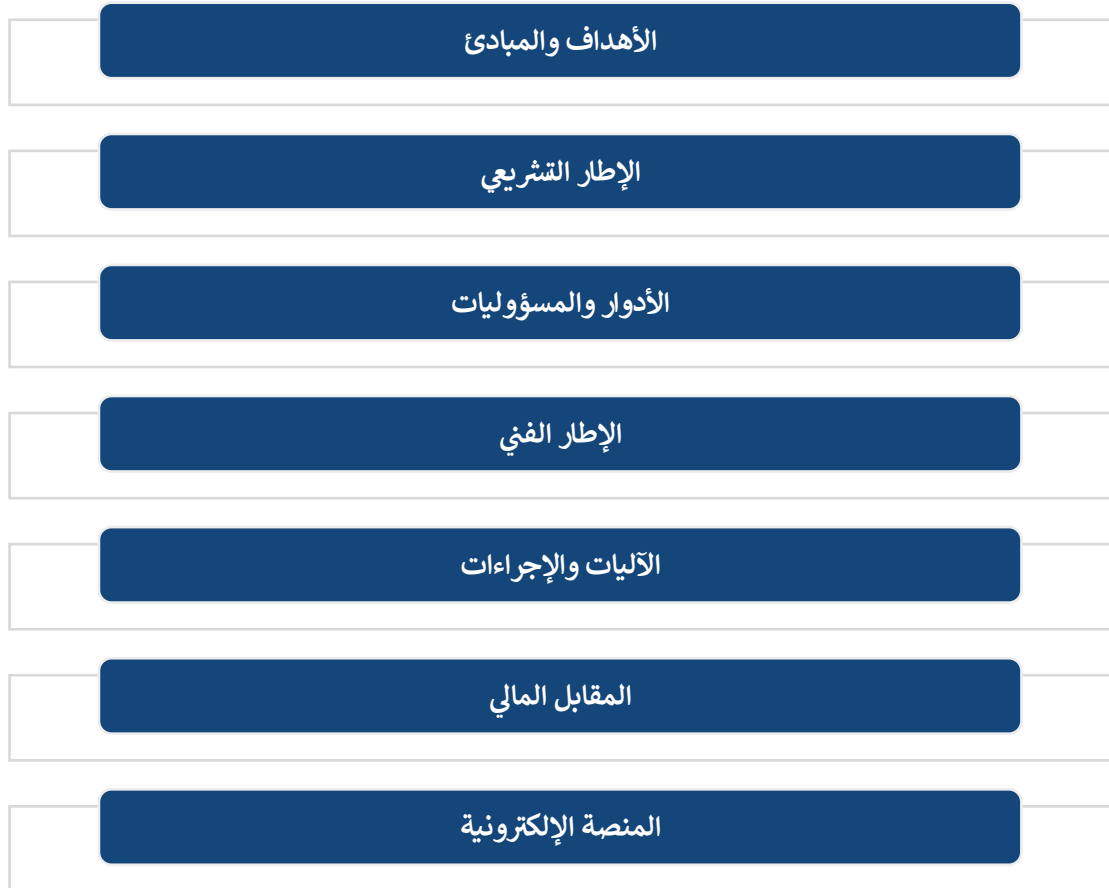 الأهداف والمبادئ
الإطار التشريعي
الأدوار والمسؤوليات
الإطار الفني
الآليات والإجراءات
المقابل المالي
المنصة الإلكترونية